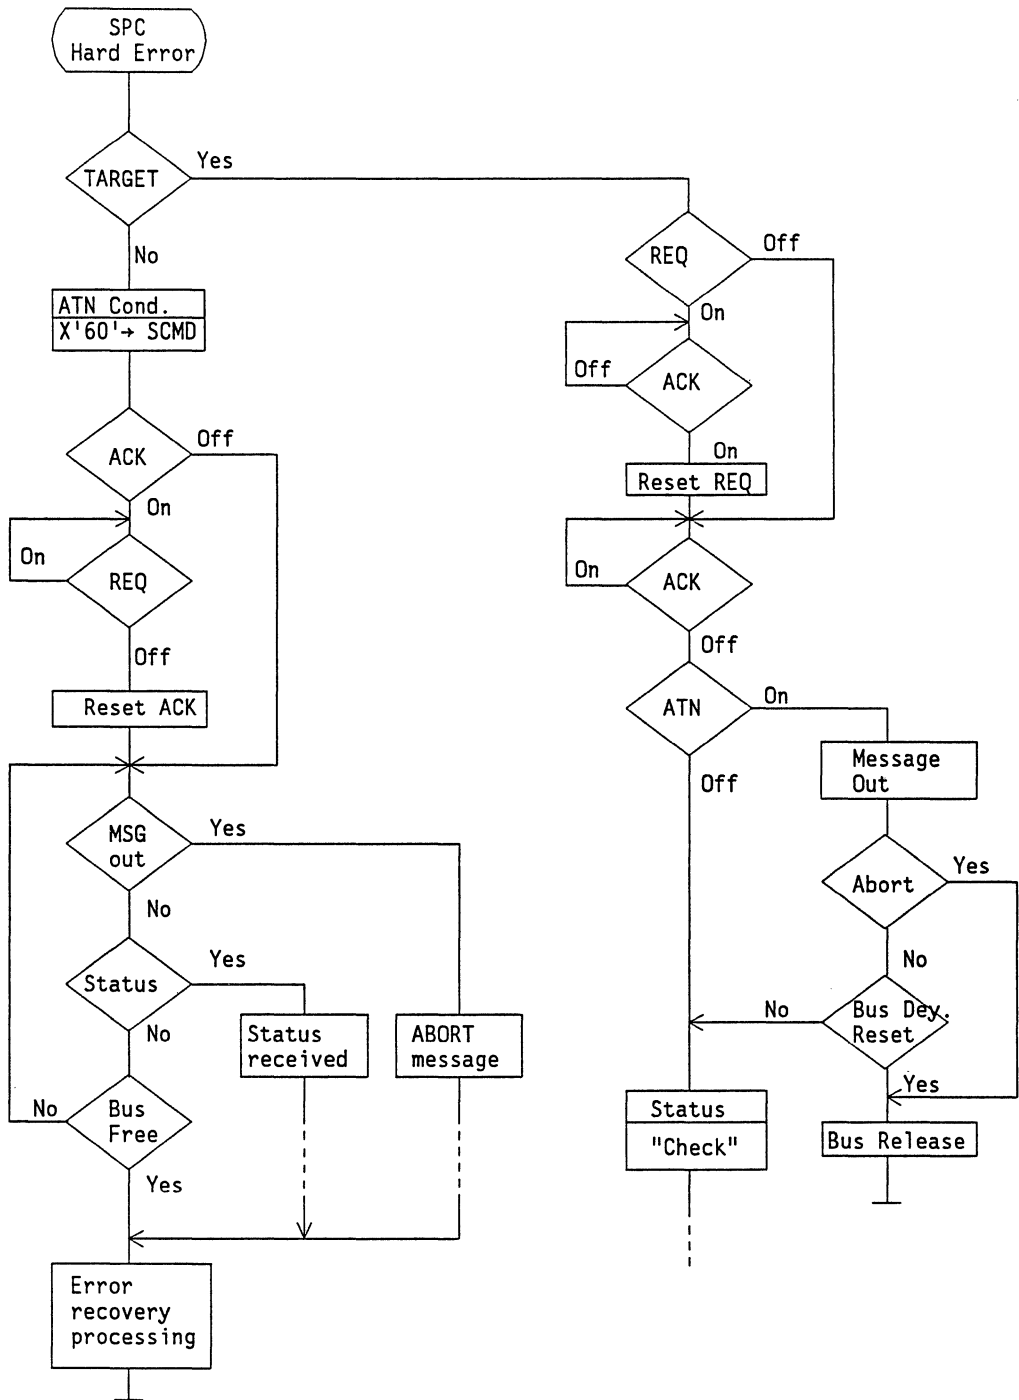 SPC
Hard Error
TARGET
Yes
No
ATN Cond.
X'60'→ SCMD
ACK
Off
On
On
REQ
Off
Reset ACK
MSG
out
Yes
No
Status
Yes
No
Status
received
ABORT
message
Bus
Free
No
Yes
Error
recovery
processing
REQ
Off
On
Off
ACK
On
Reset REQ
On
ACK
Off
ATN
On
Off
Message
Out
Abort
Yes
No
Bus Dey.
Reset
No
Yes
Status
"Check"
Bus Release